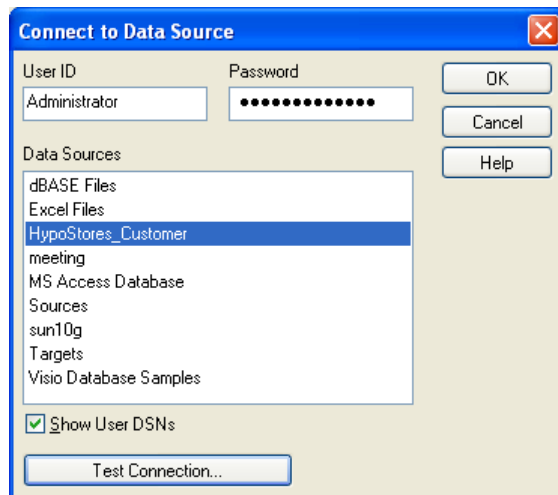 Connect to Data Source
User ID
Password
OK
Administrator
•••••••••••••
Cancel
Data Sources
Help
dBASE Files
Excel Files
HypoStores_Customer
meeting
MS Access Database
Sources
sun10g
Targets
Visio Database Samples
Show User DSNs
Test Connection...